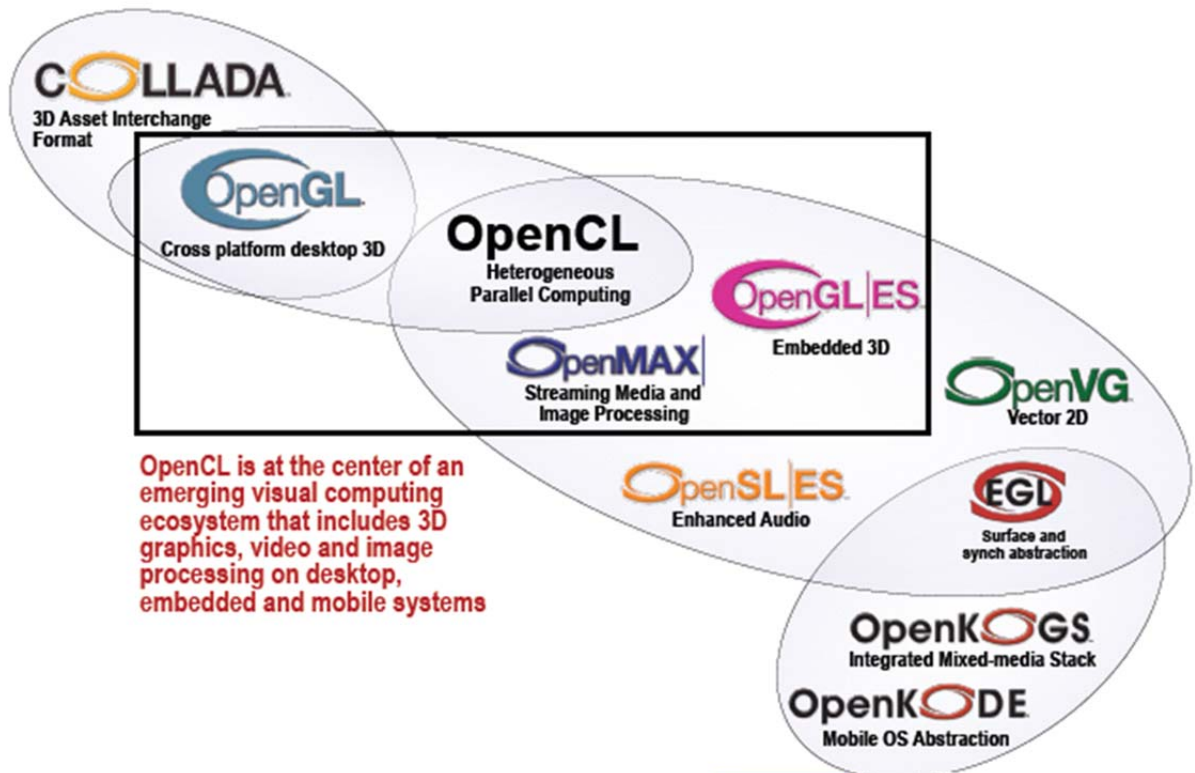 COLLADA
3D Asset Interchange
Format
OpenGL
Cross platform desktop 3D
OpenCL
Heterogeneous
Parallel Computing
OpenGL|ES
Embedded 3D
OpenMAX
Streaming Media and
Image Processing
OpenVG
Vector 2D
OpenCL is at the center of an
emerging visual computing
ecosystem that includes 3D
graphics, video and image
processing on desktop,
embedded and mobile systems
OpenSL|ES
Enhanced Audio
EGL
Surface and
synch abstraction
OpenKOGS
Integrated Mixed-media Stack
OpenKODE
Mobile OS Abstraction